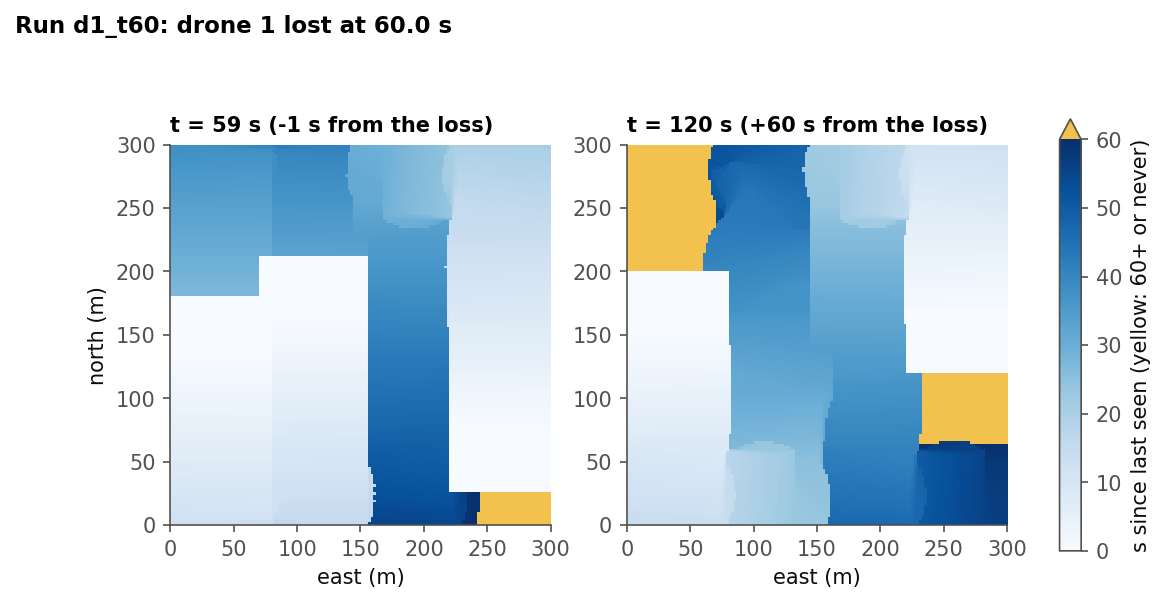 Run d1_t60: drone 1 lost at 60.0 s
t = 59 s (-1 s from the loss)
t = 120 s (+60 s from the loss)
300
250
200
150
100
50
0
north (m)
0 50 100 150 200 250 300
east (m)
300
250
200
150
100
50
0
0 50 100 150 200 250 300
east (m)
60
50
40
30
20
10
0
s since last seen (yellow: 60+ or never)